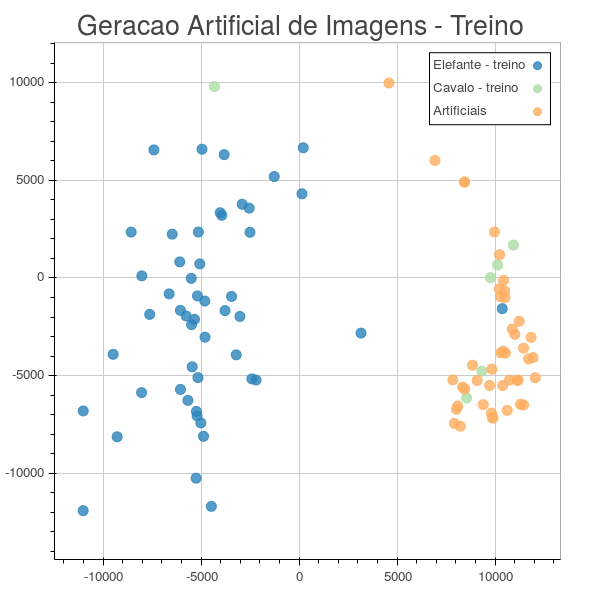 Geracao Artificial de Imagens - Treino
Elefante - treino
Cavalo - treino
Artificiais
10000
5000
0
-5000
-10000
-10000 -5000 0 5000 10000